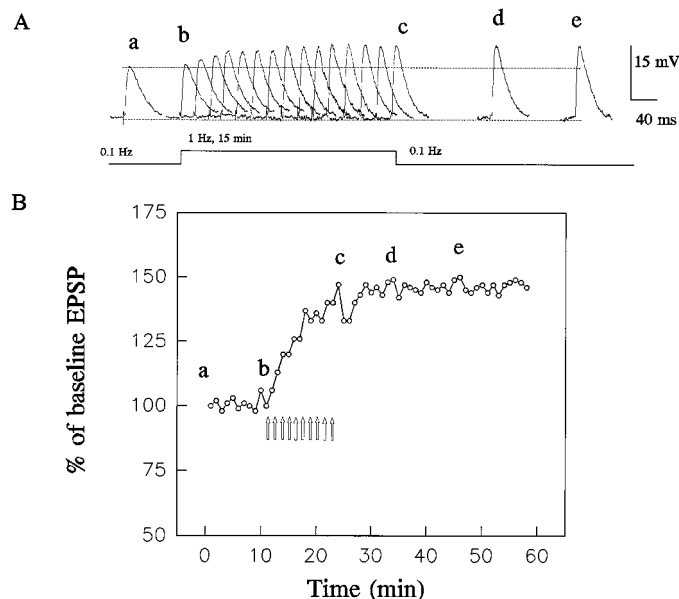 A
a
b
c
d
e
15 mV
40 ms
0.1 Hz
1 Hz, 15 min
0.1 Hz
B
175
150
125
100
75
50
% of baseline EPSP
a
b
c
d
e
0 10 20 30 40 50 60
Time (min)